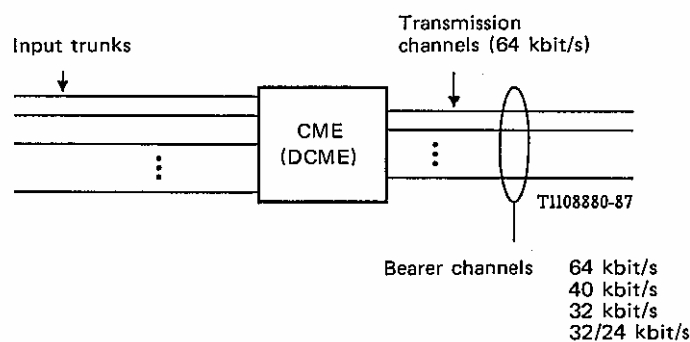 Input trunks
Transmission
channels (64 kbit/s)
CME
(DCME)
T1108880-87
Bearer channels
64 kbit/s
40 kbit/s
32 kbit/s
32/24 kbit/s